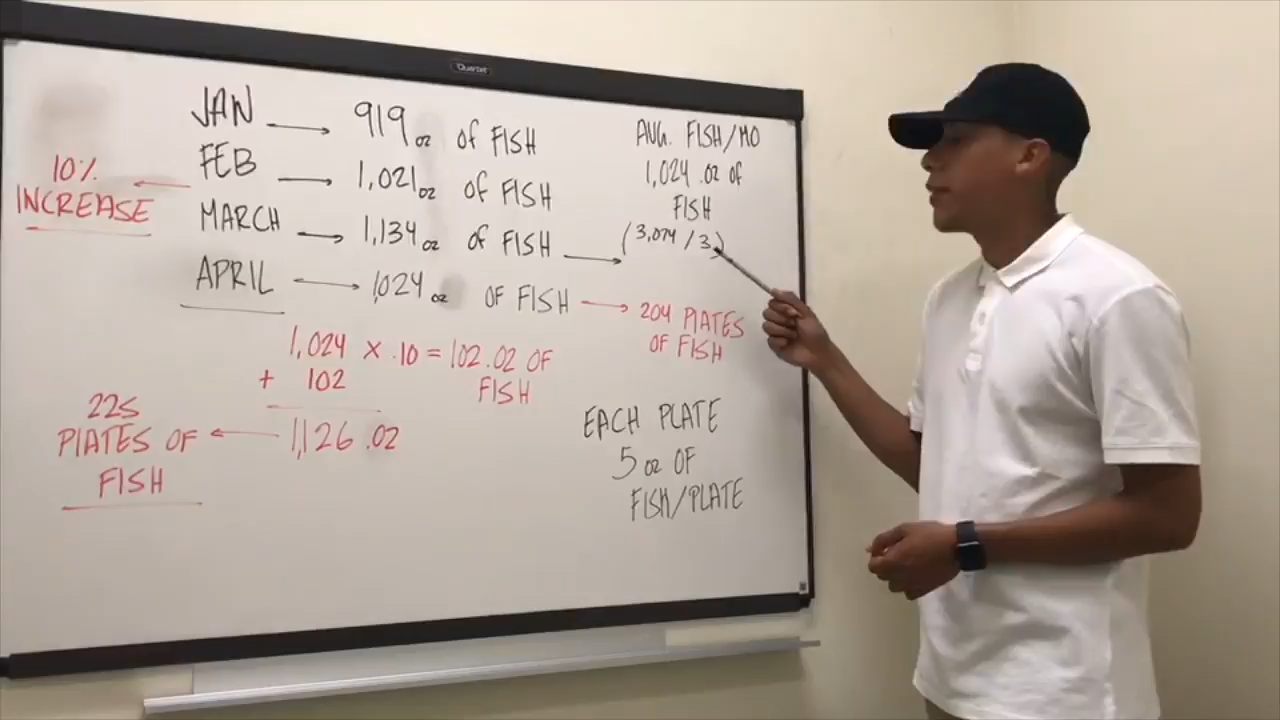 Quartet
JAN → 919 oz of FISH
FEB → 1,021 oz of FISH
MARCH → 1,134 oz of FISH →
APRIL → 1,024 oz OF FISH → 204 PLATES
OF FISH
10%
INCREASE ←
AVG. FISH/MO
1,024 .oz of
FISH
(3,074 / 3)
1,024 X .10 = 102.02 OF
FISH
+ 102
1,126.02
225
PLATES OF ←
FISH
EACH PLATE
5 oz OF
FISH/PLATE